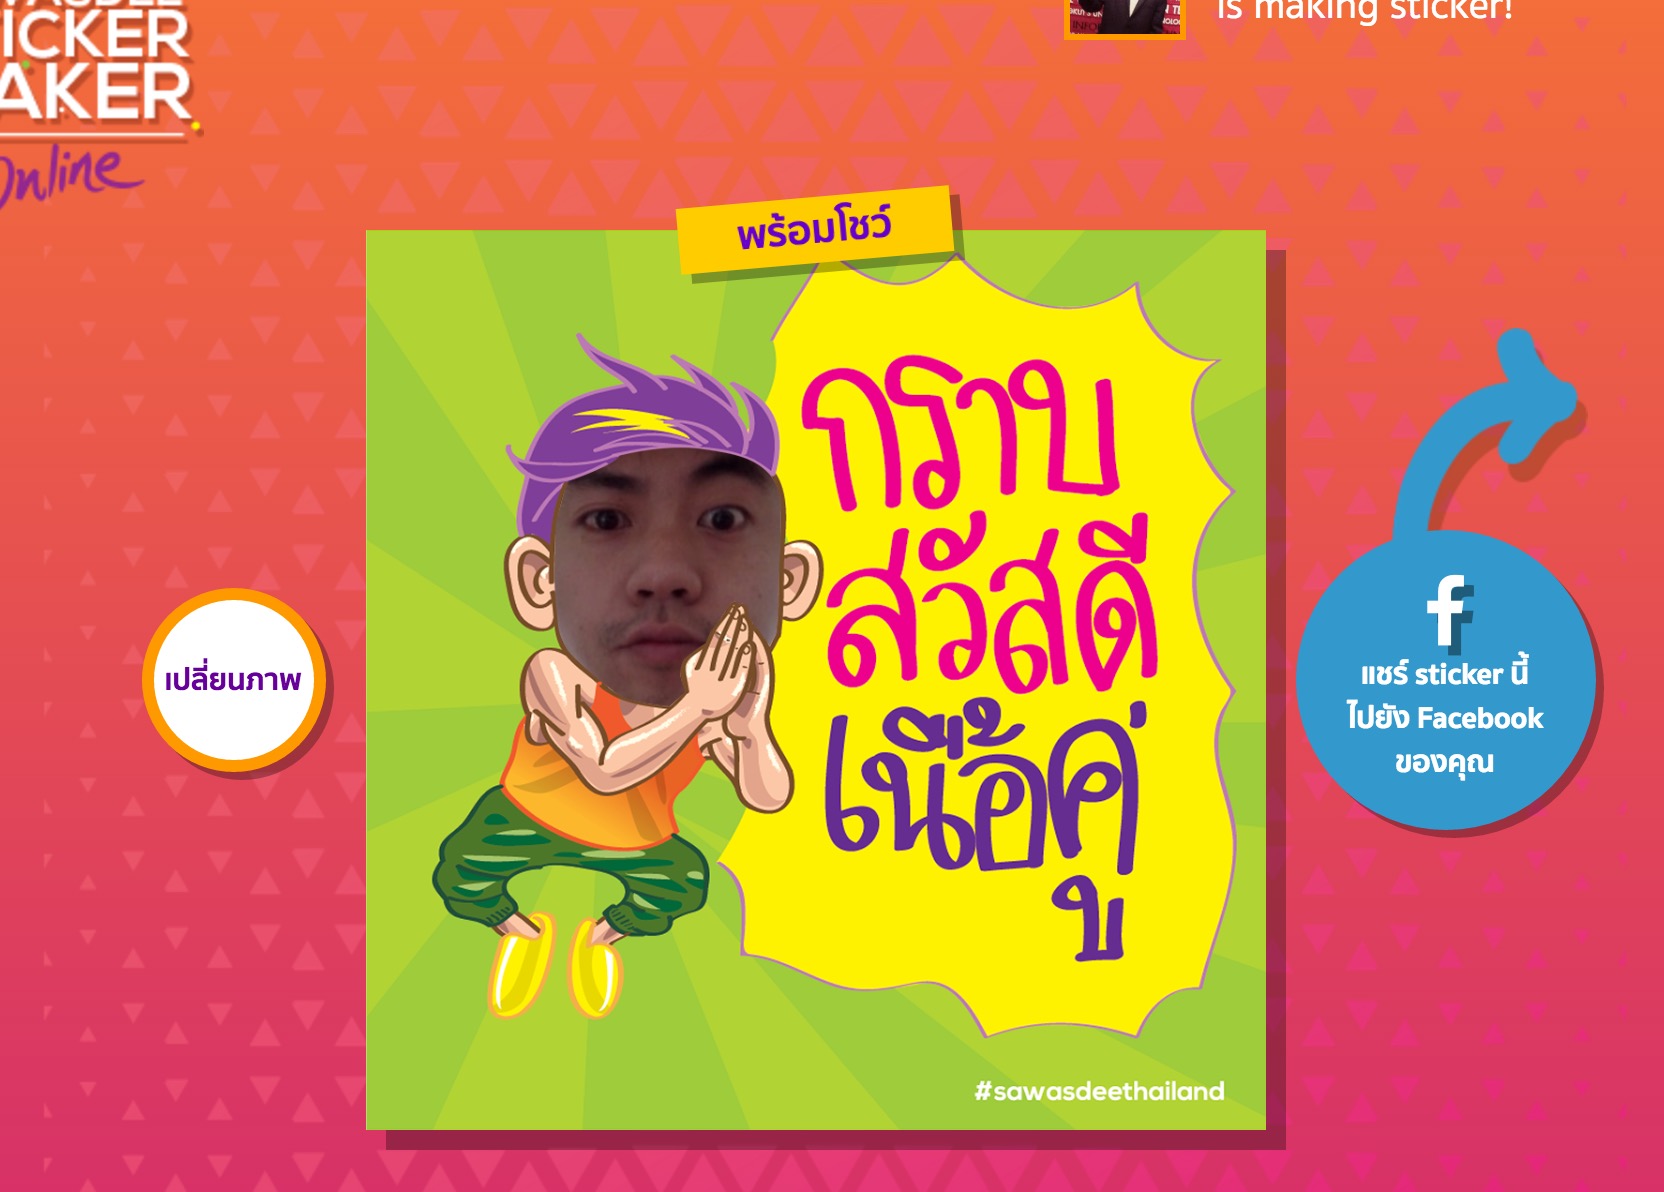 ICKER
AKER
Online
is making sticker!
พร้อมโชว์
กราบ
สวัสดี
เนื้อคู่
บ
เปลี่ยนภาพ
f
แชร์ sticker นี้
ไปยัง Facebook
ของคุณ
#sawasdeethailand